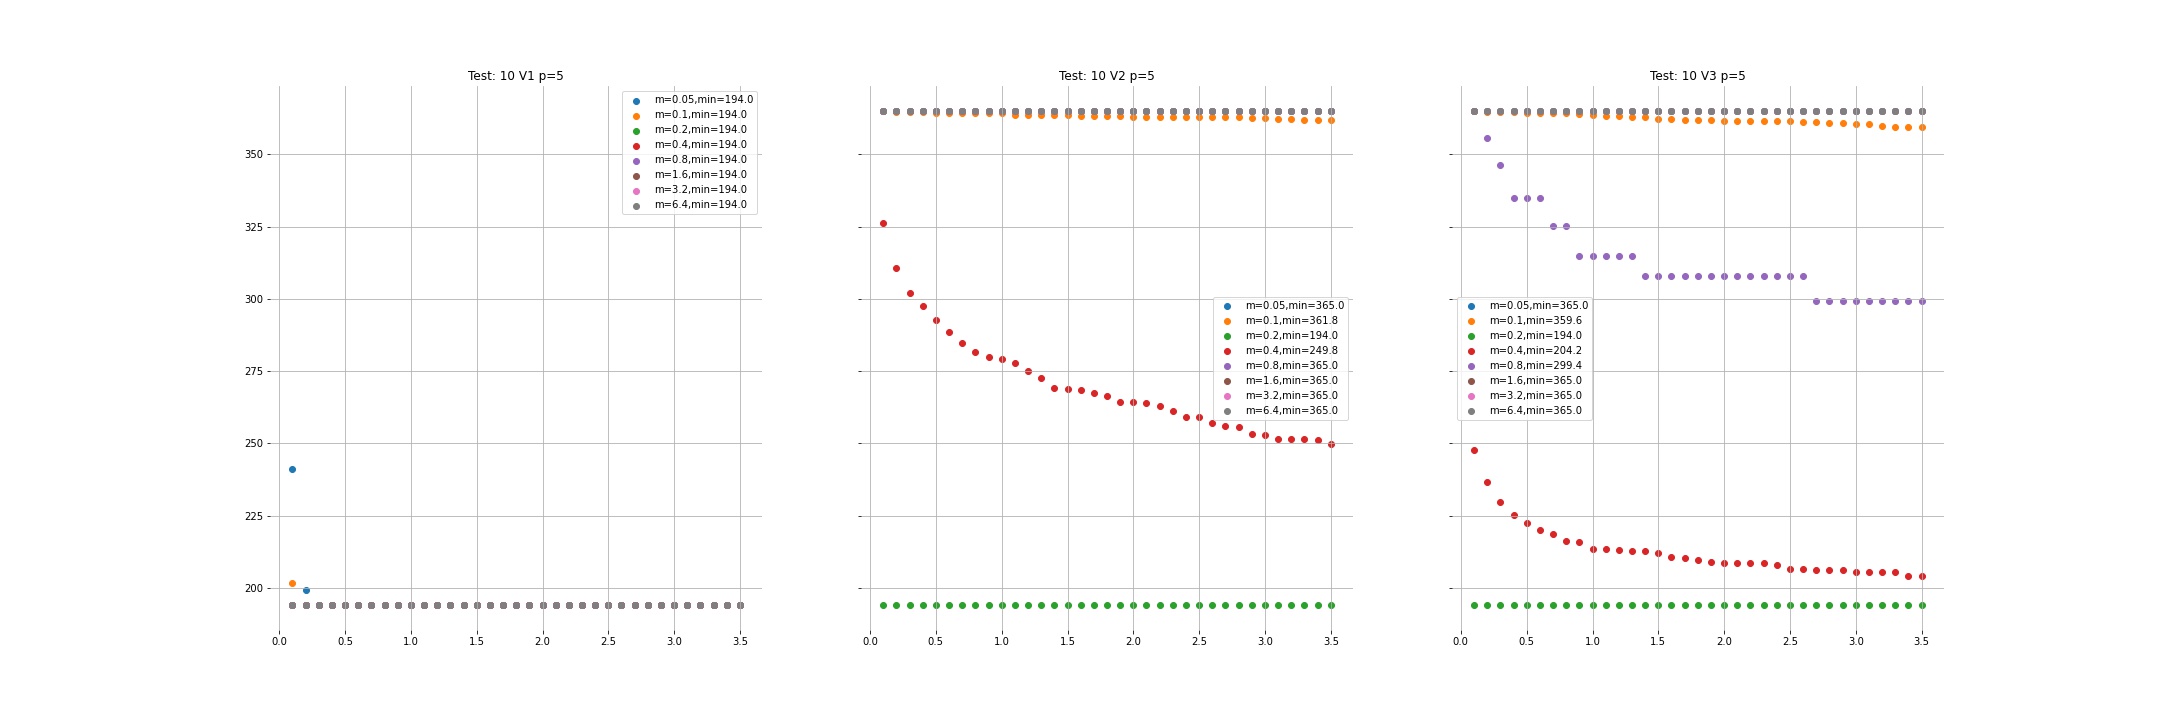 Test: 10 V1 p=5
m=0.05,min=194.0
m=0.1,min=194.0
m=0.2,min=194.0
m=0.4,min=194.0
m=0.8,min=194.0
m=1.6,min=194.0
m=3.2,min=194.0
m=6.4,min=194.0
350
325
300
275
250
225
200
0.0 0.5 1.0 1.5 2.0 2.5 3.0 3.5
Test: 10 V2 p=5
m=0.05,min=365.0
m=0.1,min=361.8
m=0.2,min=194.0
m=0.4,min=249.8
m=0.8,min=365.0
m=1.6,min=365.0
m=3.2,min=365.0
m=6.4,min=365.0
0.0 0.5 1.0 1.5 2.0 2.5 3.0 3.5
Test: 10 V3 p=5
m=0.05,min=365.0
m=0.1,min=359.6
m=0.2,min=194.0
m=0.4,min=204.2
m=0.8,min=299.4
m=1.6,min=365.0
m=3.2,min=365.0
m=6.4,min=365.0
0.0 0.5 1.0 1.5 2.0 2.5 3.0 3.5